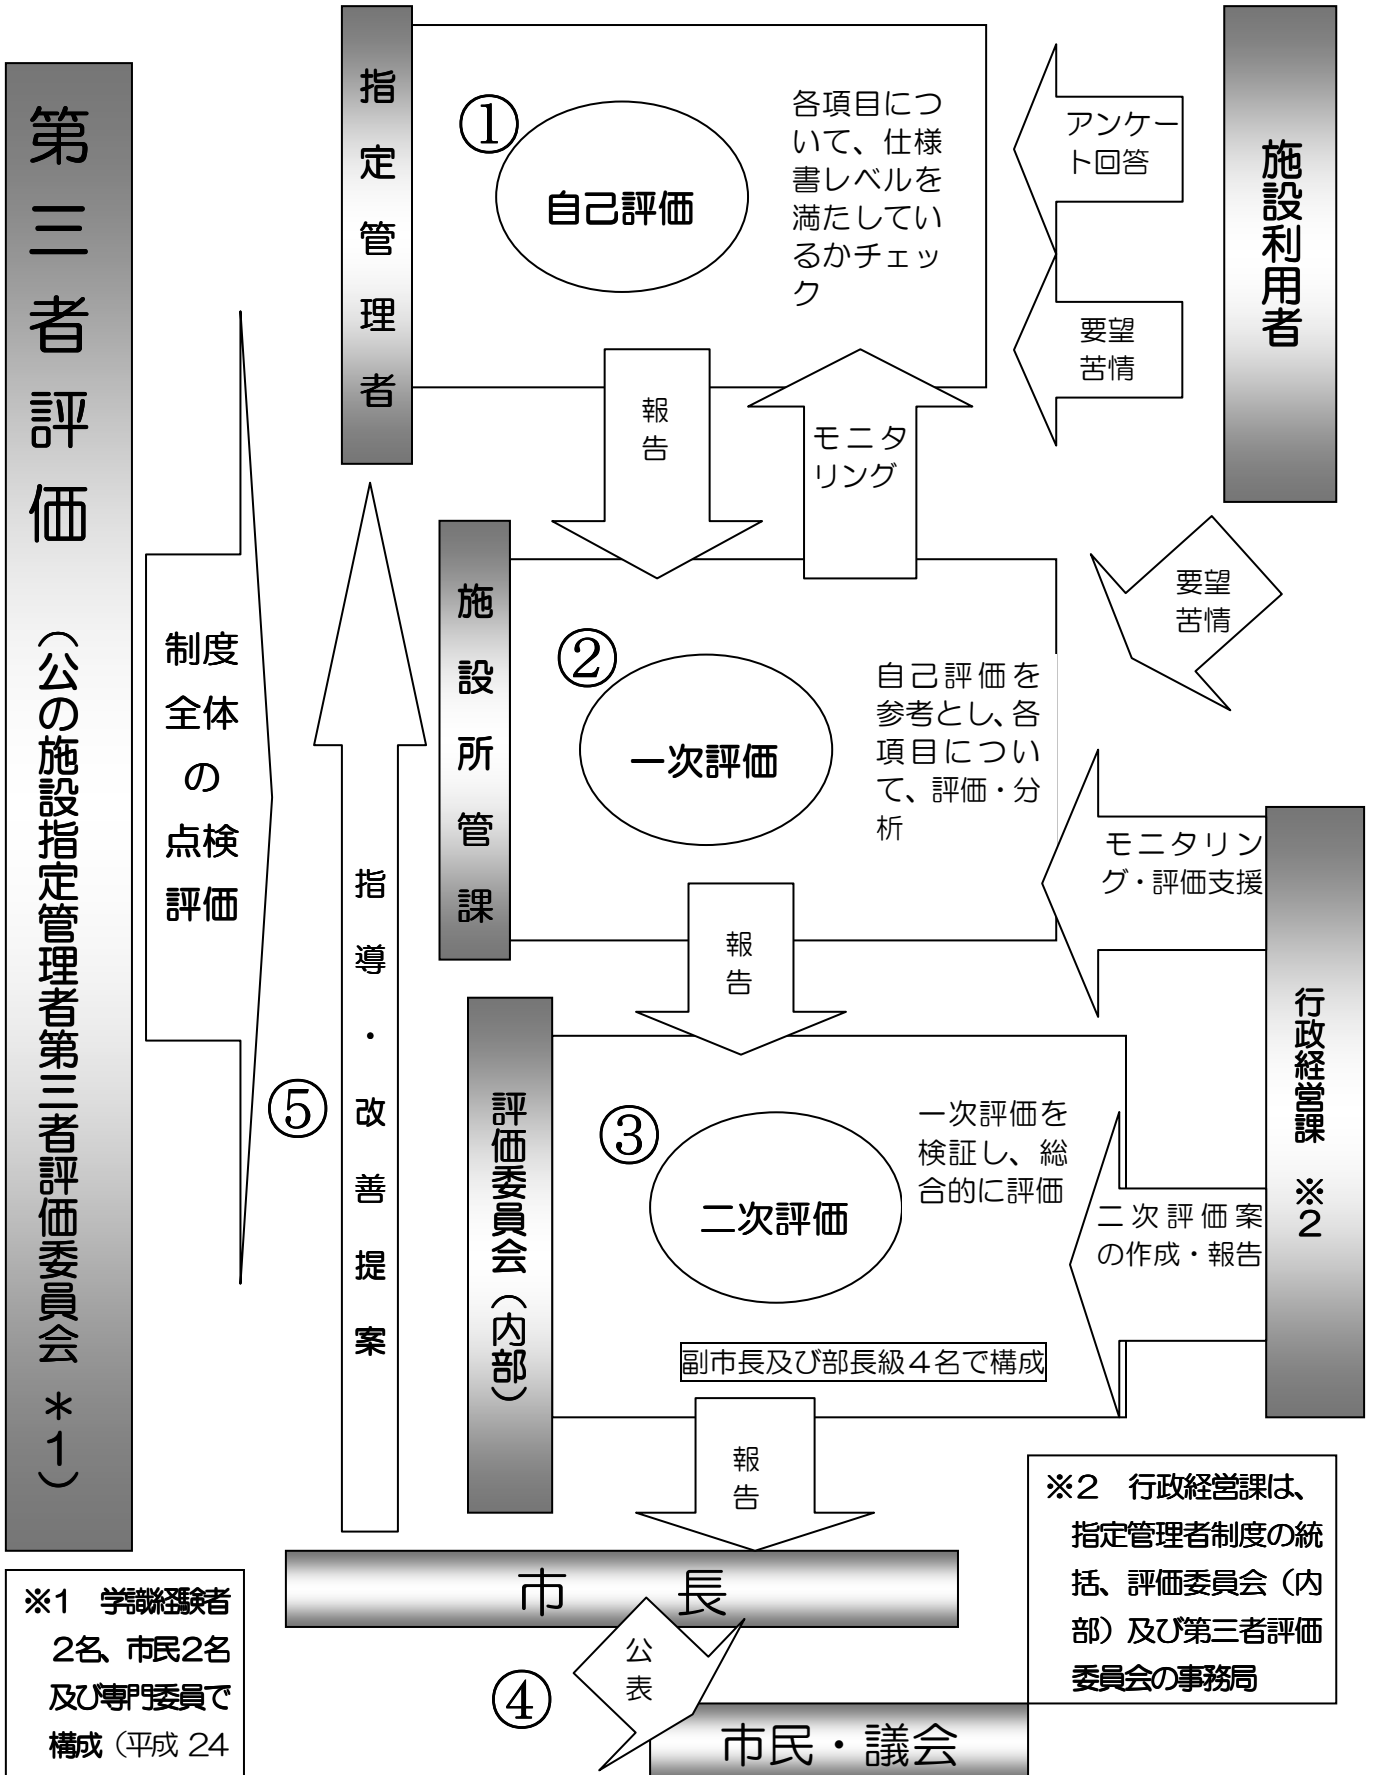 第三者評価（公の施設指定管理者第三者評価委員会＊１）
制度
全体
の
点検
評価
指定管理者
①
自己評価
各項目につ
いて、仕様
書レベルを
満たしてい
るかチェッ
ク
アンケー
ト回答
要望
苦情
施設利用者
報
告
モニタ
リング
施設所管課
②
一次評価
自己評価を
参考とし、各
項目につい
て、評価・分
析
要望
苦情
モニタリン
グ・評価支援
行政経営課　※２
報
告
評価委員会（内部）
③
二次評価
一次評価を
検証し、総
合的に評価
二次評価案
の作成・報告
副市長及び部長級４名で構成
報
告
⑤
指導・改善提案
市　　長
④
公
表
市民・議会
※１　学識経験者
２名、市民２名
及び専門委員で
構成（平成 24
※２　行政経営課は、
指定管理者制度の統
括、評価委員会（内
部）及び第三者評価
委員会の事務局